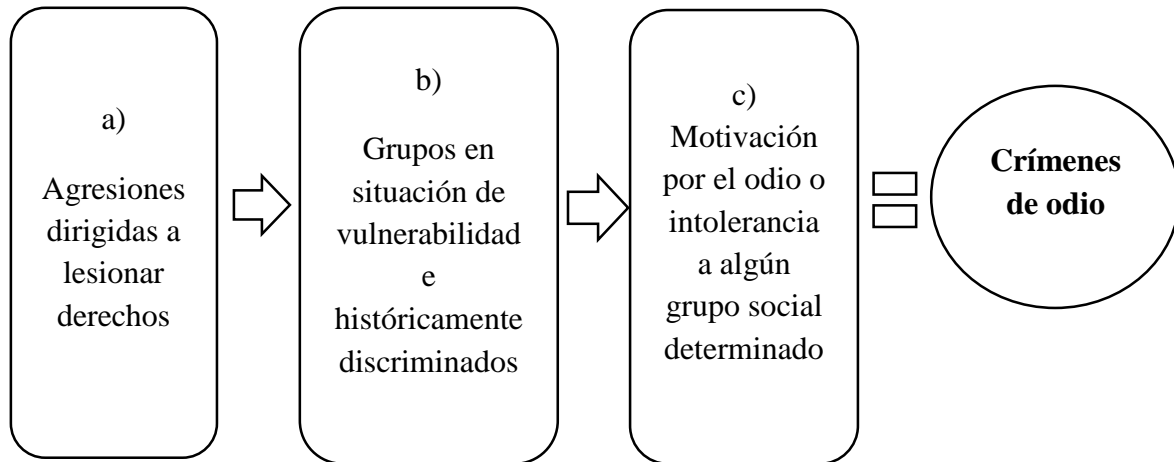 a)
Agresiones
dirigidas a
lesionar
derechos
b)
Grupos en
situación de
vulnerabilidad
e
históricamente
discriminados
c)
Motivación
por el odio o
intolerancia
a algún
grupo social
determinado
Crímenes
de odio